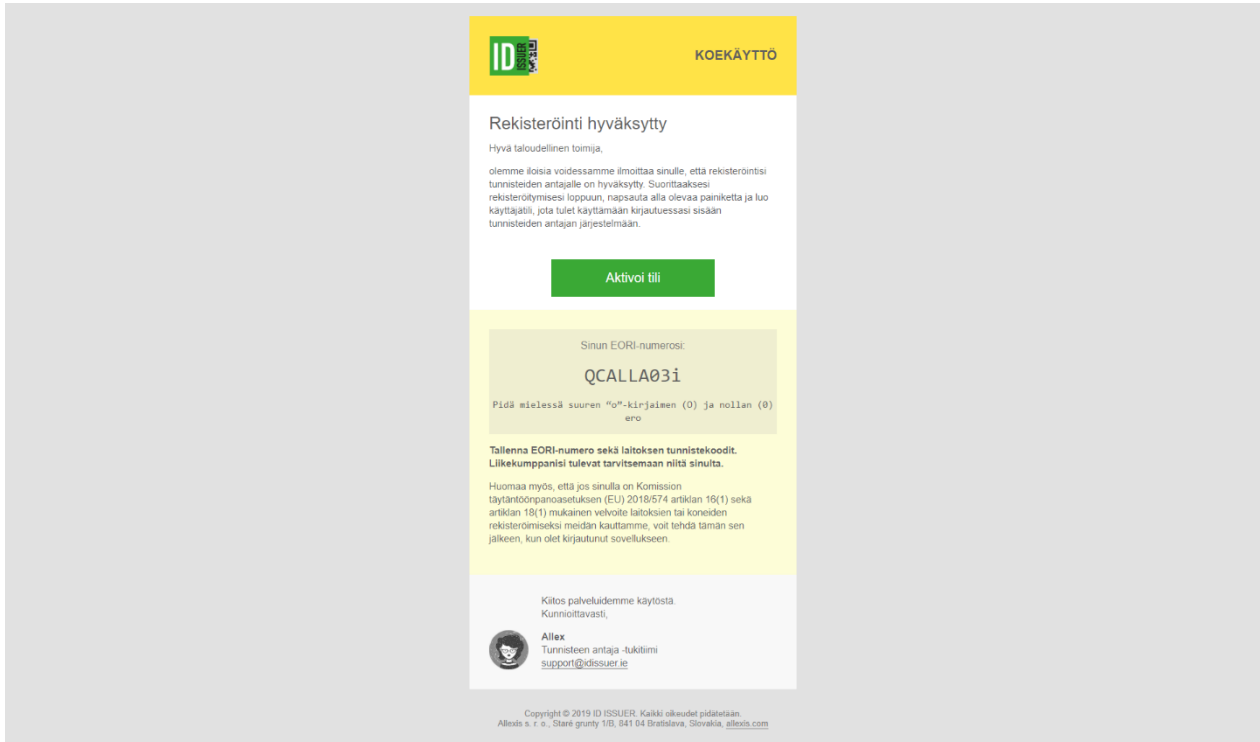 ID ISSUER
KOEKÄYTTÖ
Rekisteröinti hyväksytty
Hyvä taloudellinen toimija,
olemme iloisia voidessamme ilmoittaa sinulle, että rekisteröintisi
tunnisteiden antajalle on hyväksytty. Suorittaaksesi
rekisteröitymisesi loppuun, napsauta alla olevaa painiketta ja luo
käyttäjätili, jota tulet käyttämään kirjautuessasi sisään
tunnisteiden antajan järjestelmään.
Aktivoi tili
Sinun EORI-numerosi:
QCALLA03i
Pidä mielessä suuren “o”-kirjaimen (O) ja nollan (0)
ero
Tallenna EORI-numero sekä laitoksen tunnistekoodit.
Liikekumppanisi tulevat tarvitsemaan niitä sinulta.
Huomaa myös, että jos sinulla on Komission
täytäntöönpanoasetuksen (EU) 2018/574 artiklan 16(1) sekä
artiklan 18(1) mukainen velvoite laitoksien tai koneiden
rekisteröimiseksi meidän kauttamme, voit tehdä tämän sen
jälkeen, kun olet kirjautunut sovellukseen.
Kiitos palveluidemme käytöstä.
Kunnioittavasti,
Allex
Tunnisteen antaja -tukitiimi
support@idissuer.ie
Copyright © 2019 ID ISSUER. Kaikki oikeudet pidätetään.
Allexis s. r. o., Staré grunty 1/B, 841 04 Bratislava, Slovakia, allexis.com